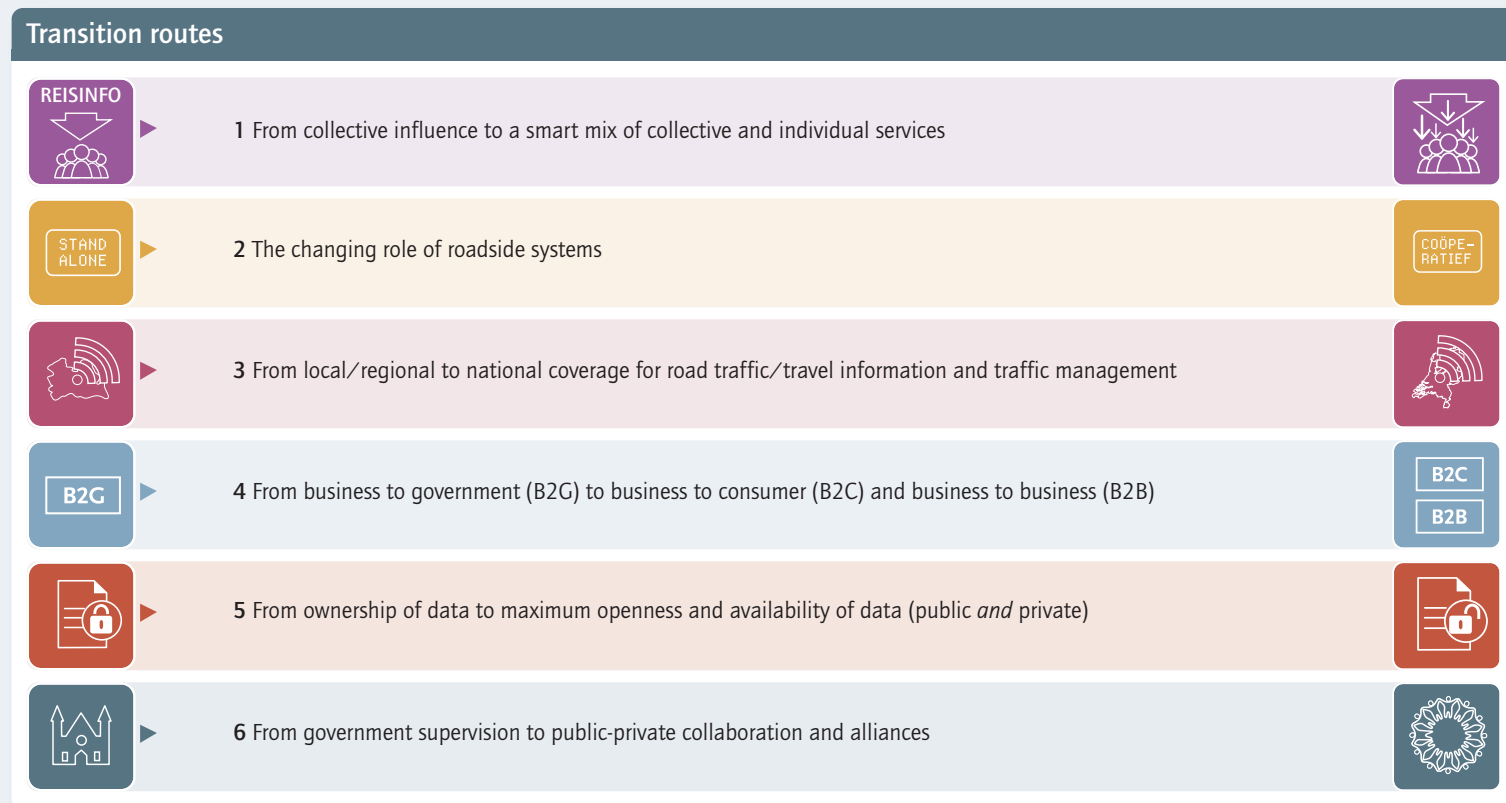 Transition routes
REISINFO
1 From collective influence to a smart mix of collective and individual services
STAND
ALONE
2 The changing role of roadside systems
COÖPE-
RATIEF
3 From local/regional to national coverage for road traffic/travel information and traffic management
B2G
4 From business to government (B2G) to business to consumer (B2C) and business to business (B2B)
B2C
B2B
5 From ownership of data to maximum openness and availability of data (public and private)
6 From government supervision to public-private collaboration and alliances